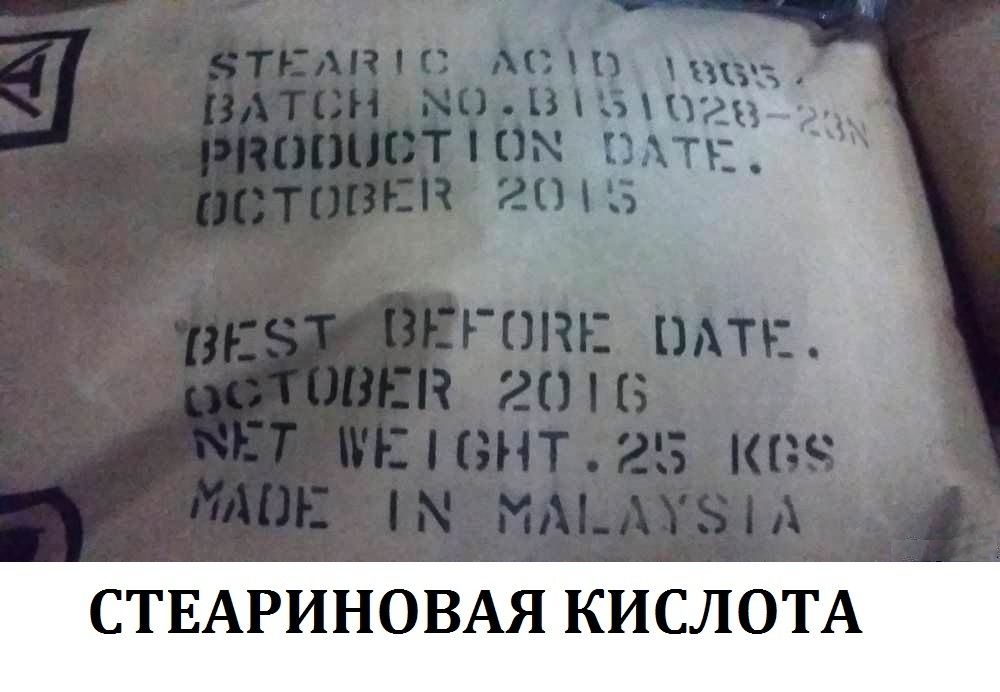 STEARIC ACID 1865.
BATCH NO.B151028-23N
PRODUCTION DATE.
OCTOBER 2015
BEST BEFORE DATE.
OCTOBER 2016
NET WEIGHT.25 KGS
MADE IN MALAYSIA
СТЕАРИНОВАЯ КИСЛОТА